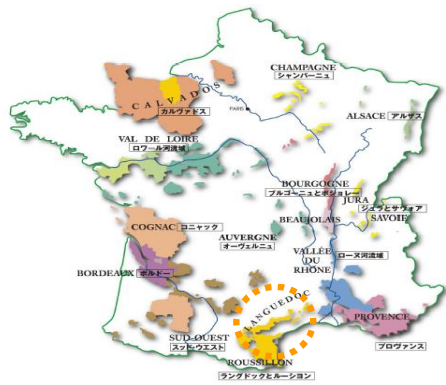 CHAMPAGNE
シャンパーニュ
CALVADOS
カルヴァドス
PARIS
ALSACE アルザス
VAL DE LOIRE
ロワール河流域
BOURGOGNE
ブルゴーニュとボジョレー
JURA
ジュラとサヴォア
SAVOIE
BEAUJOLAIS
COGNAC コニャック
AUVERGNE
オーヴェルニュ
VALLÉE
DU
RHÔNE
ローヌ河流域
BORDEAUX ボルドー
LANGUEDOC
PROVENCE
プロヴァンス
SUD-OUEST
スッド・ウエスト
ROUSSILLON
ラングドックとルーション